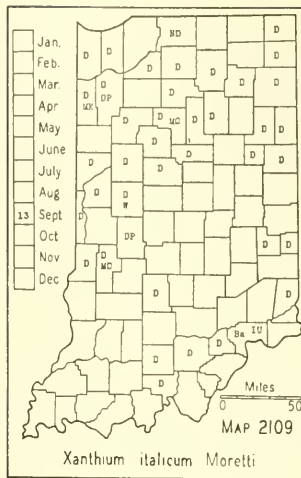 Jan.
Feb.
Mar.
Apr
May
June
July
Aug
13 Sept
Oct
Nov
Dec
ND
D D D
D D D D
D D D D
MK DP
D D D MC D D D
D D D
D D
D D
W
D
DP
D D
D D
MC
D D
Ba IU
D D D
D
Miles
0 50
MAP 2109
Xanthium italicum Moretti